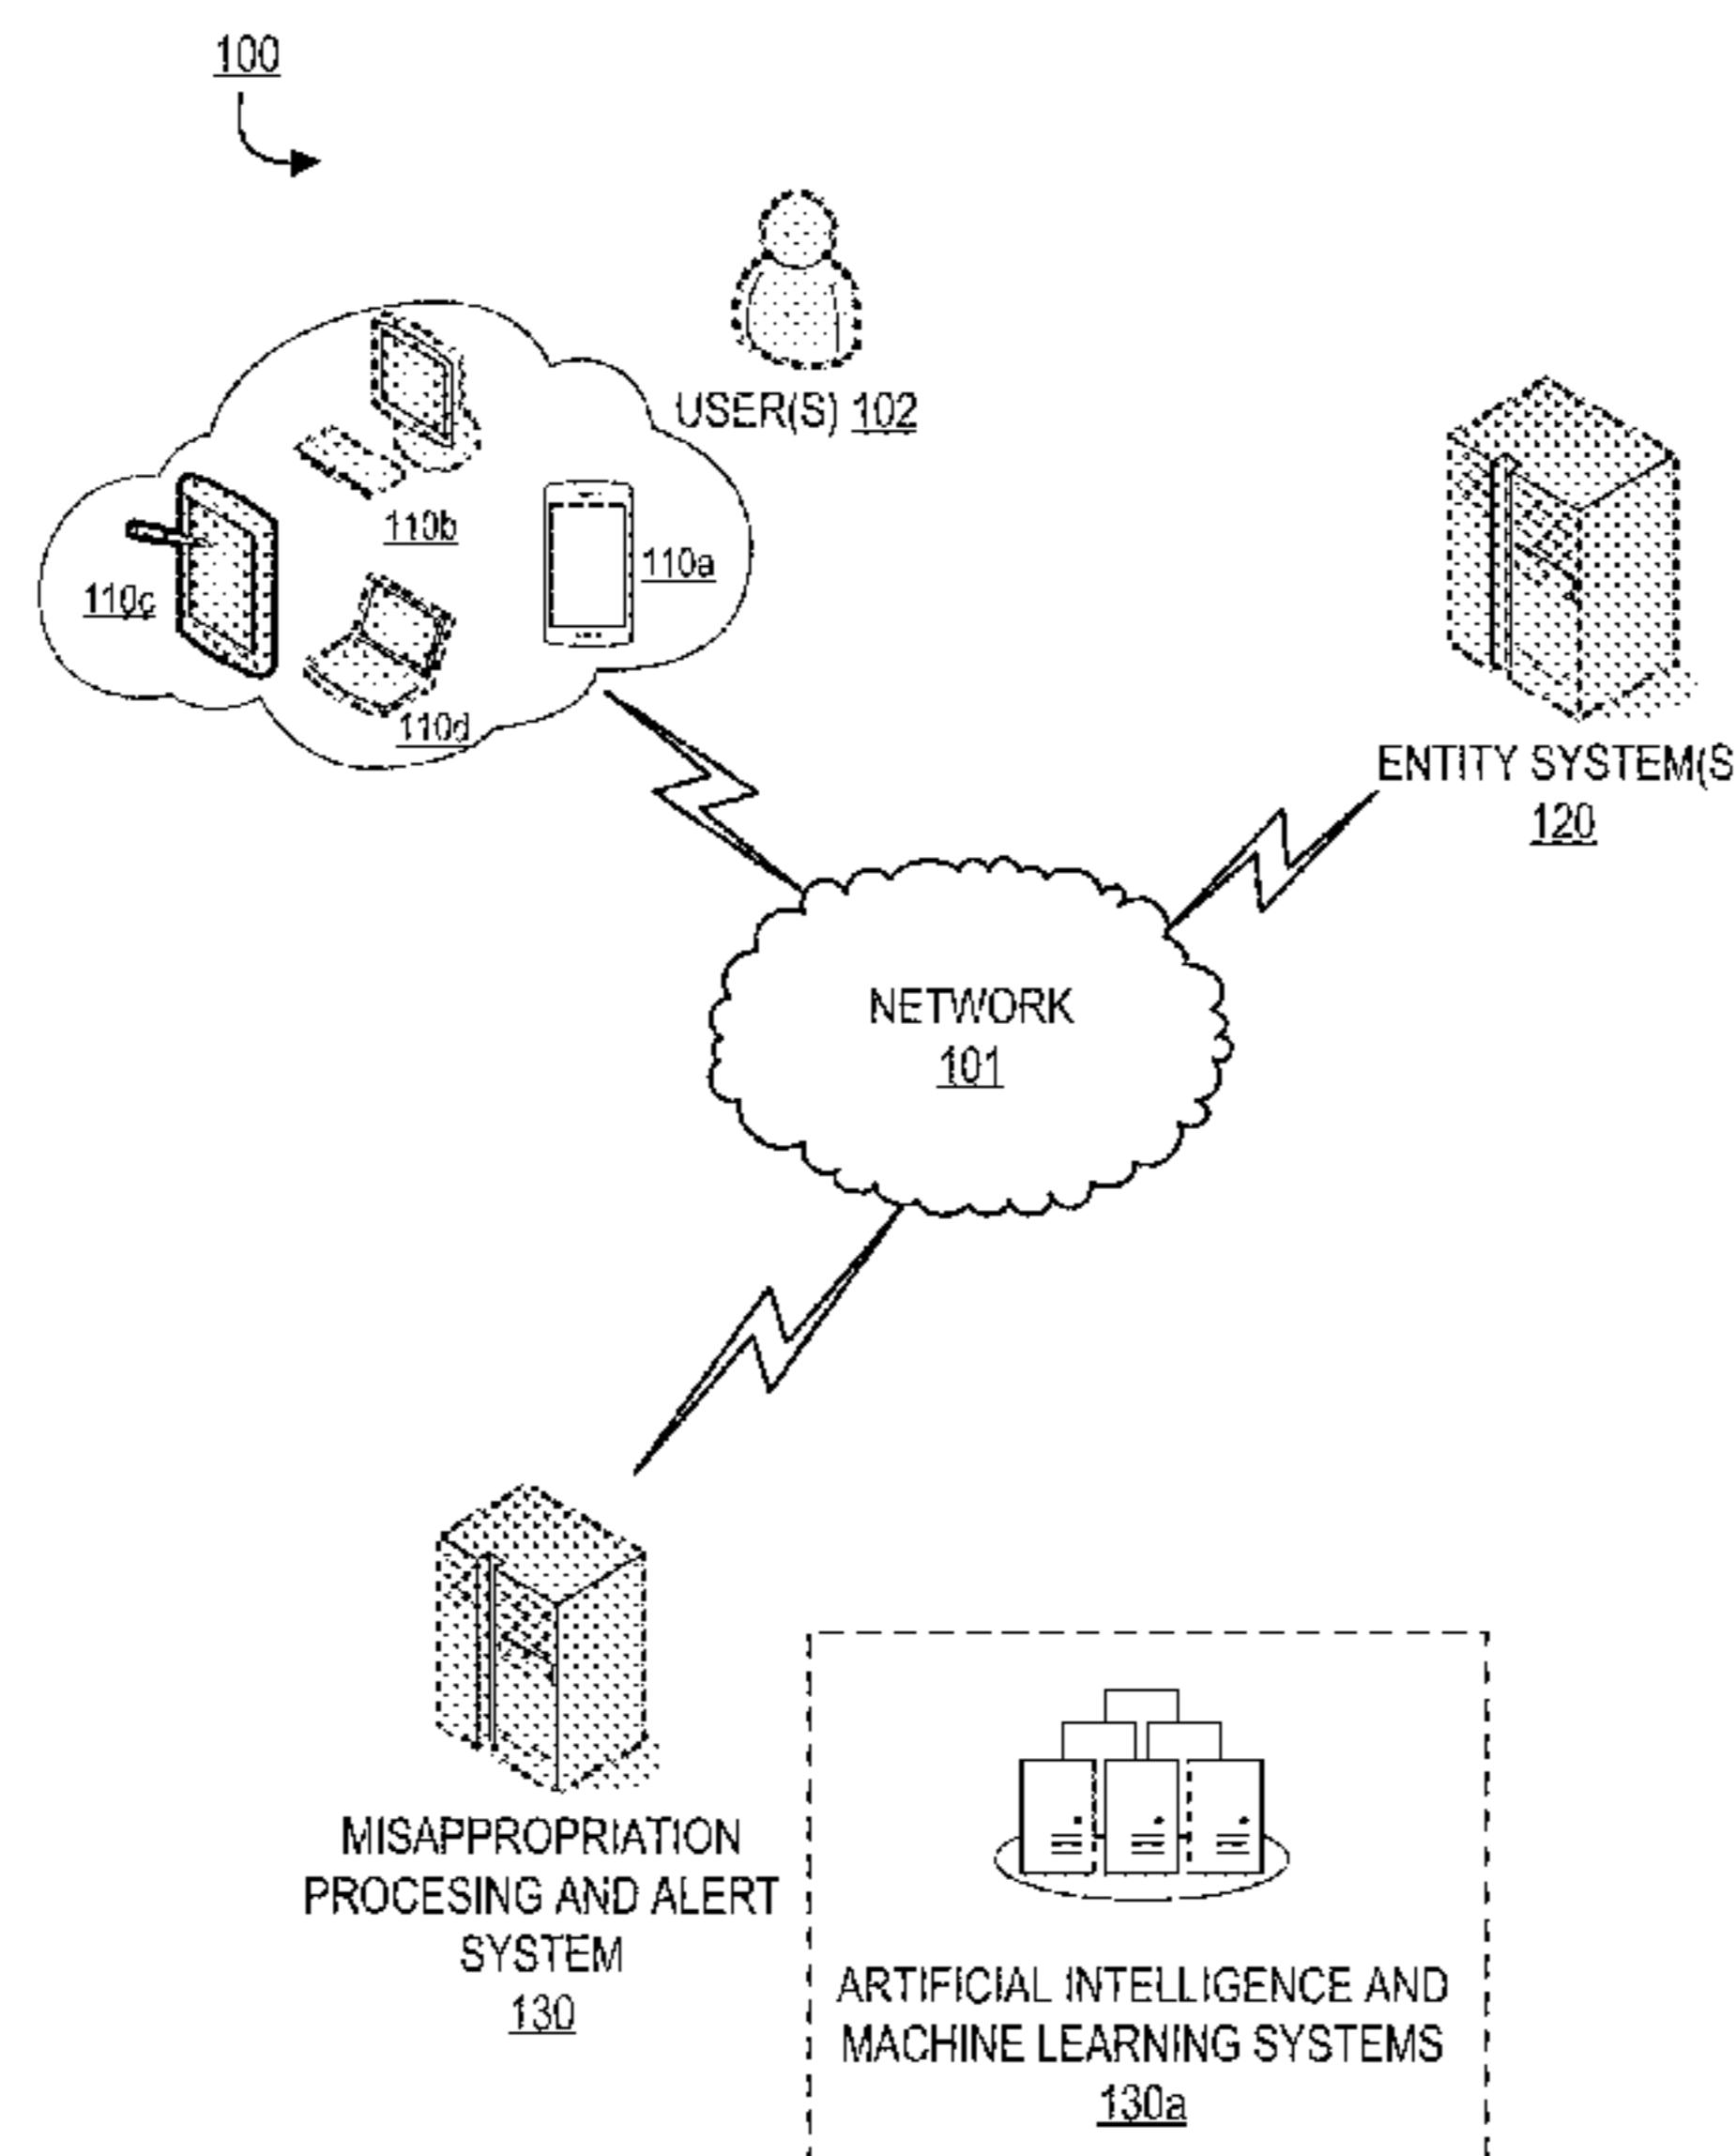 100
USER(S) 102
110b
110a
110c
110d
ENTITY SYSTEM(S
120
NETWORK
101
MISAPPROPRIATION
PROCESING AND ALERT
SYSTEM
130
ARTIFICIAL INTELLIGENCE AND
MACHINE LEARNING SYSTEMS
130a